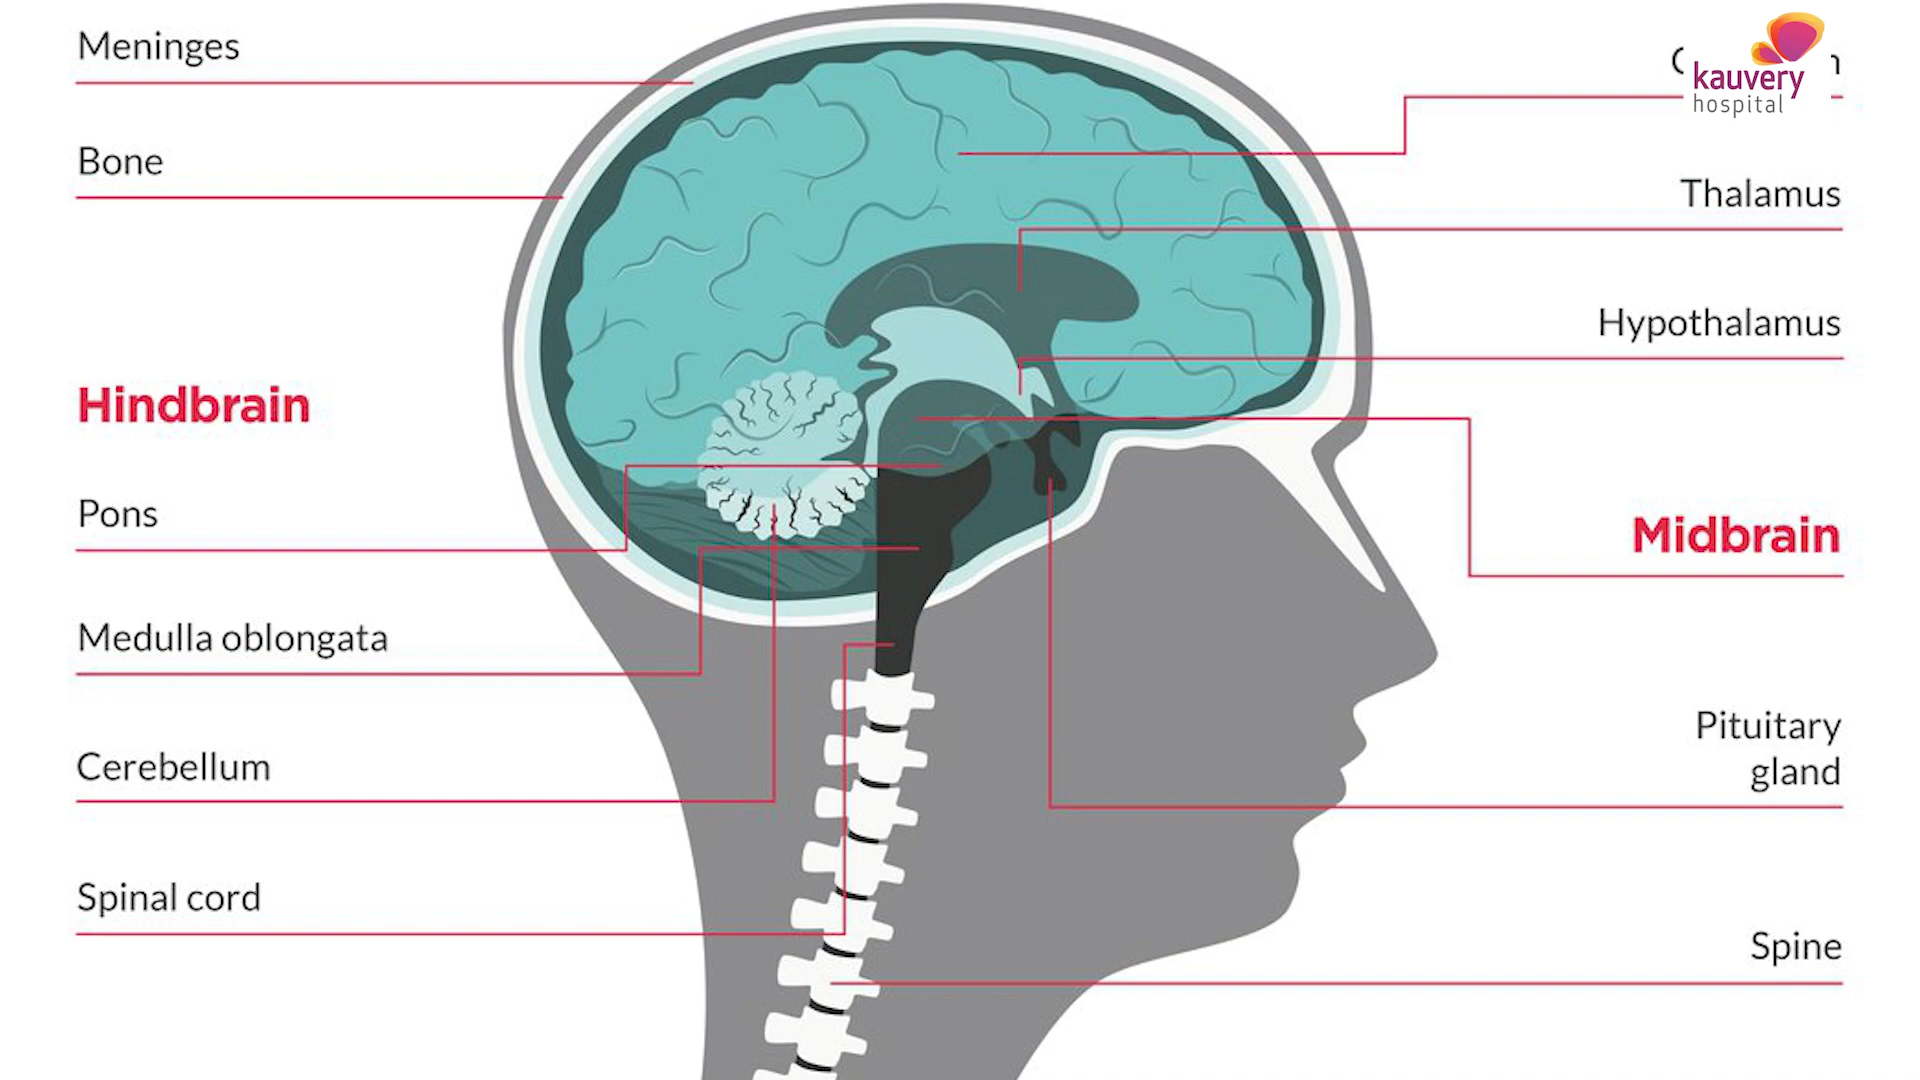 Meninges
Bone
Hindbrain
Pons
Medulla oblongata
Cerebellum
Spinal cord
kauvery
hospital
Thalamus
Hypothalamus
Midbrain
Pituitary
gland
Spine